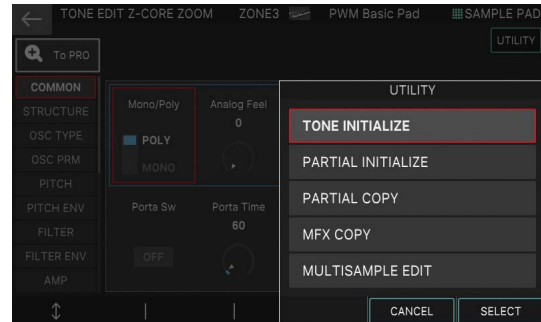 TONE EDIT Z-CORE ZOOM ZONE3 PWM Basic Pad SAMPLE PAD
UTILITY
To PRO
COMMON
STRUCTURE
OSC TYPE
OSC PRM
PITCH
PITCH ENV
FILTER
FILTER ENV
AMP
Mono/Poly
POLY
MONO
Analog Feel
0
Porta Sw
OFF
Porta Time
60
UTILITY
TONE INITIALIZE
PARTIAL INITIALIZE
PARTIAL COPY
MFX COPY
MULTISAMPLE EDIT
CANCEL SELECT